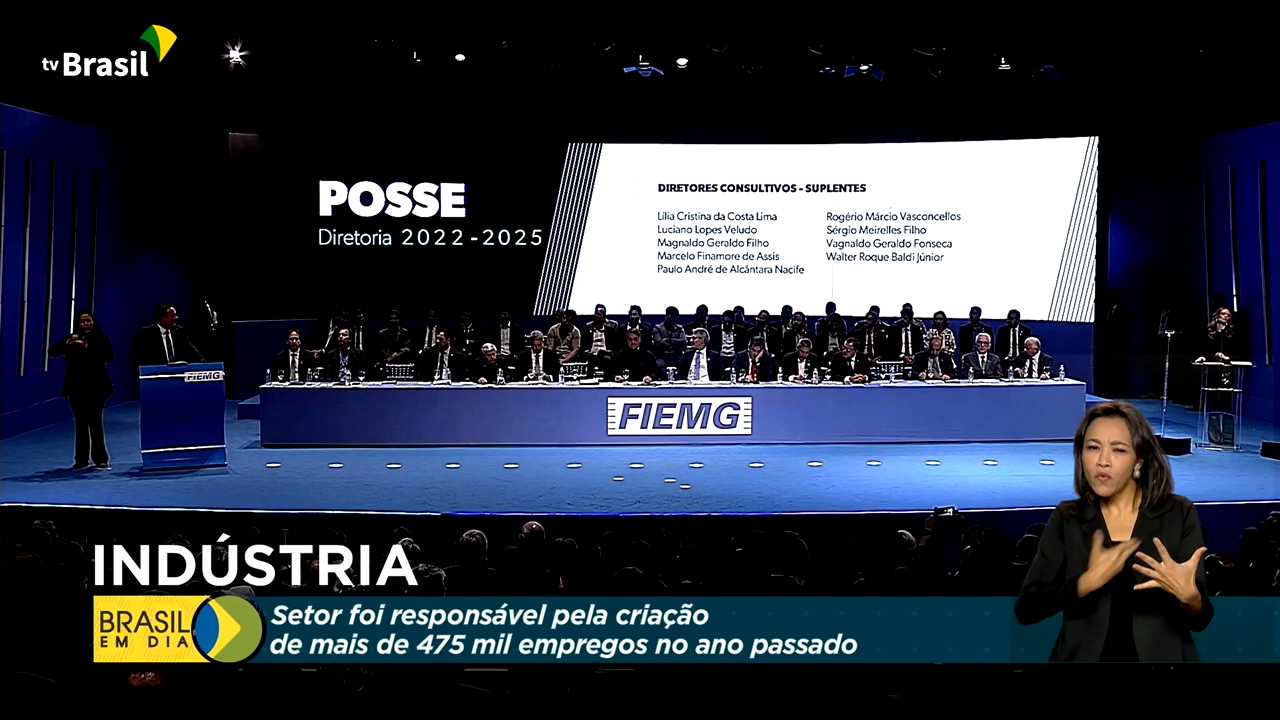 tv Brasil
POSSE
Diretoria 2022-2025
DIRETORES CONSULTIVOS - SUPLENTES
Lília Cristina da Costa Lima
Luciano Lopes Veludo
Magnaldo Geraldo Filho
Marcelo Finamore de Assis
Paulo André de Alcântara Nacife
Rogério Márcio Vasconcellos
Sérgio Meirelles Filho
Vagnaldo Geraldo Fonseca
Walter Roque Baldi Júnior
FIEMG
FIEMG
INDÚSTRIA
BRASIL
EM DIA
Setor foi responsável pela criação
de mais de 475 mil empregos no ano passado